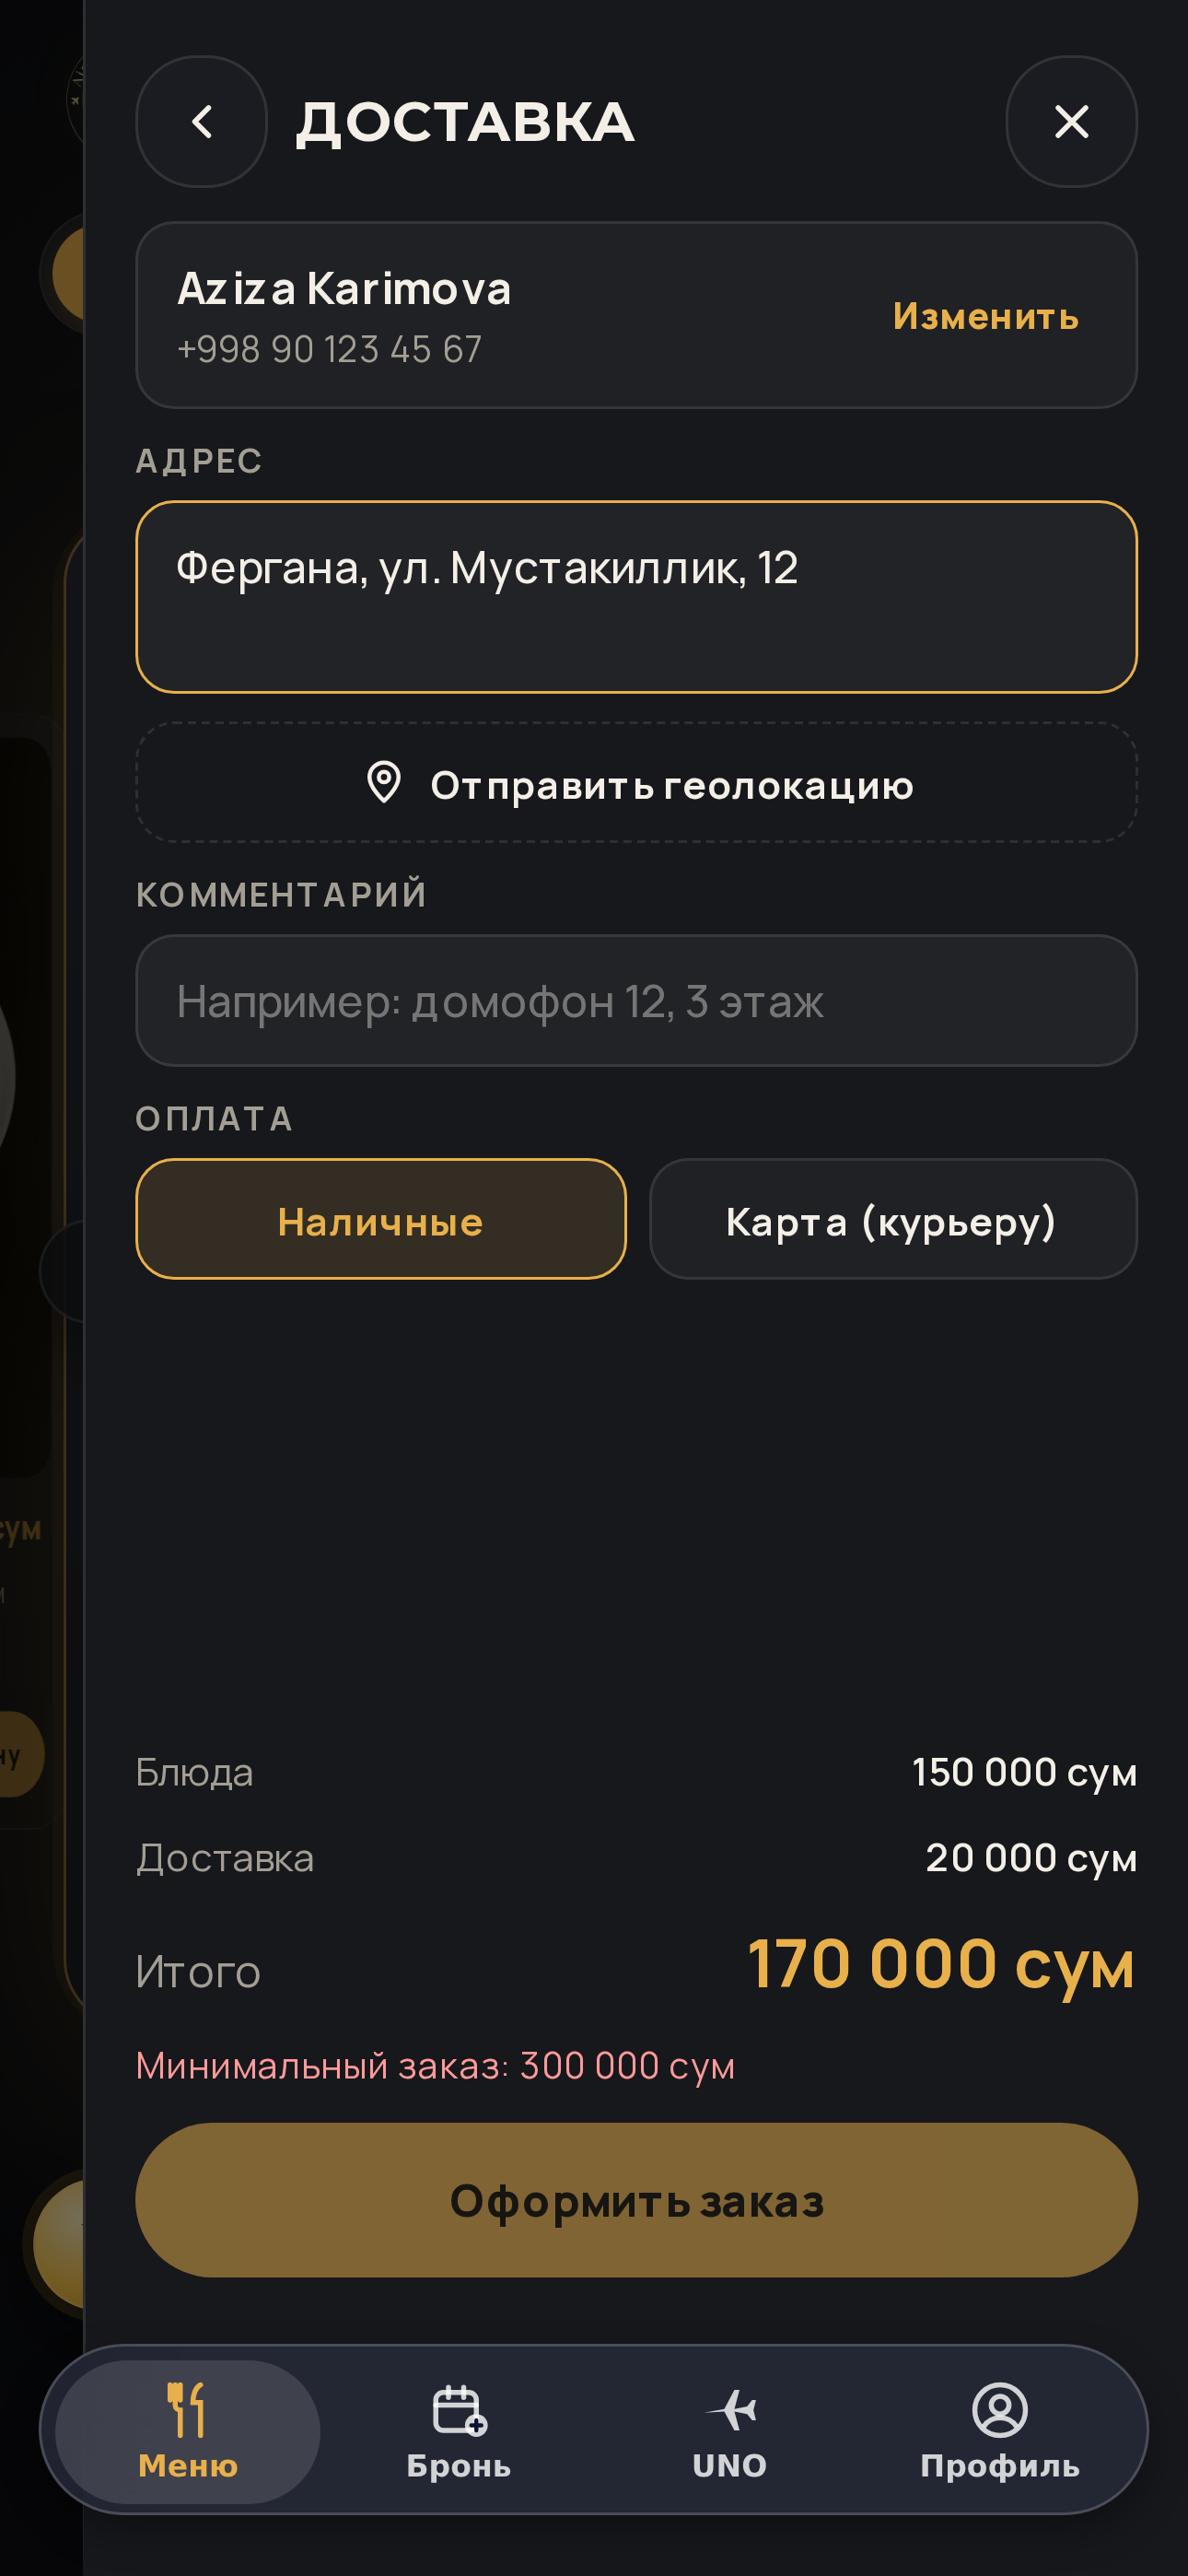 ДОСТАВКА
Aziza Karimova
+998 90 123 45 67
Изменить
АДРЕС
Фергана, ул. Мустакиллик, 12
Отправить геолокацию
КОММЕНТАРИЙ
Например: домофон 12, 3 этаж
ОПЛАТА
Наличные
Карта (курьеру)
сум
Блюда
150 000 сум
Доставка
20 000 сум
Итого
170 000 сум
Минимальный заказ: 300 000 сум
Оформить заказ
Меню
Бронь
UNO
Профиль